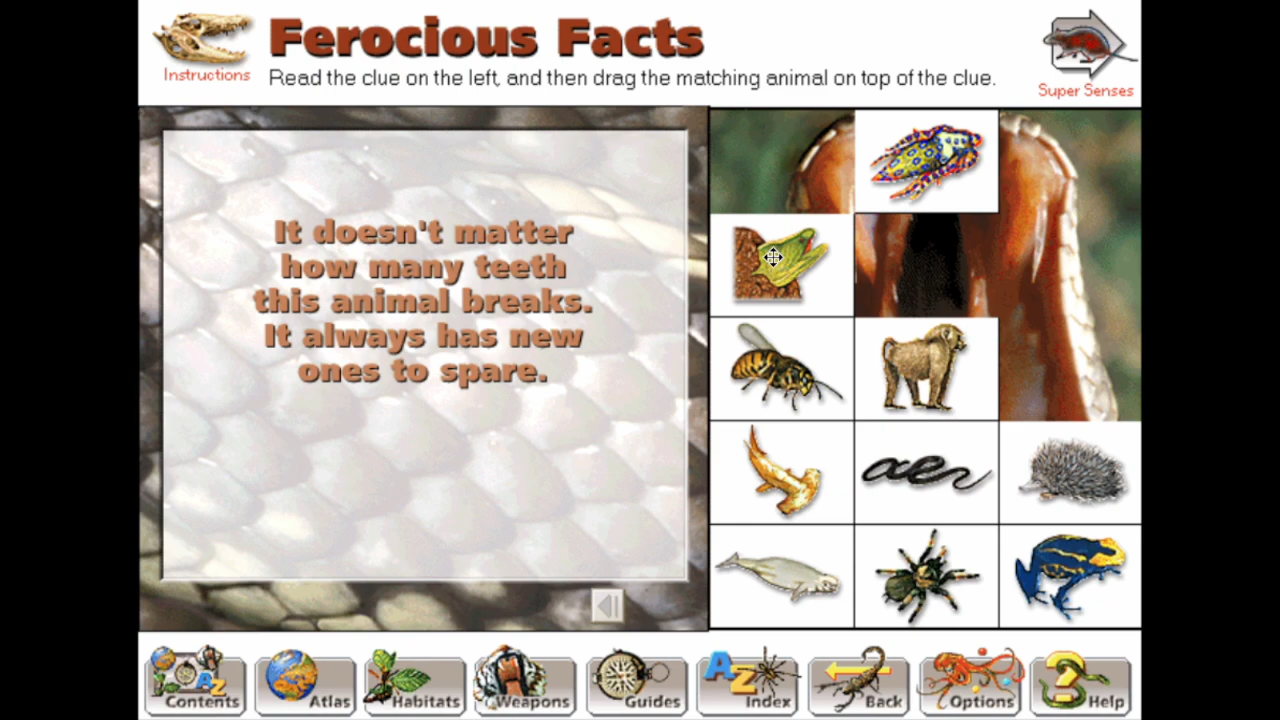 Ferocious Facts
Instructions
Read the clue on the left, and then drag the matching animal on top of the clue.
Super Senses
It doesn't matter
how many teeth
this animal breaks.
It always has new
ones to spare.
AZ
Contents
Atlas
Habitats
Weapons
Guides
AZ
Index
Back
Options
?
Help